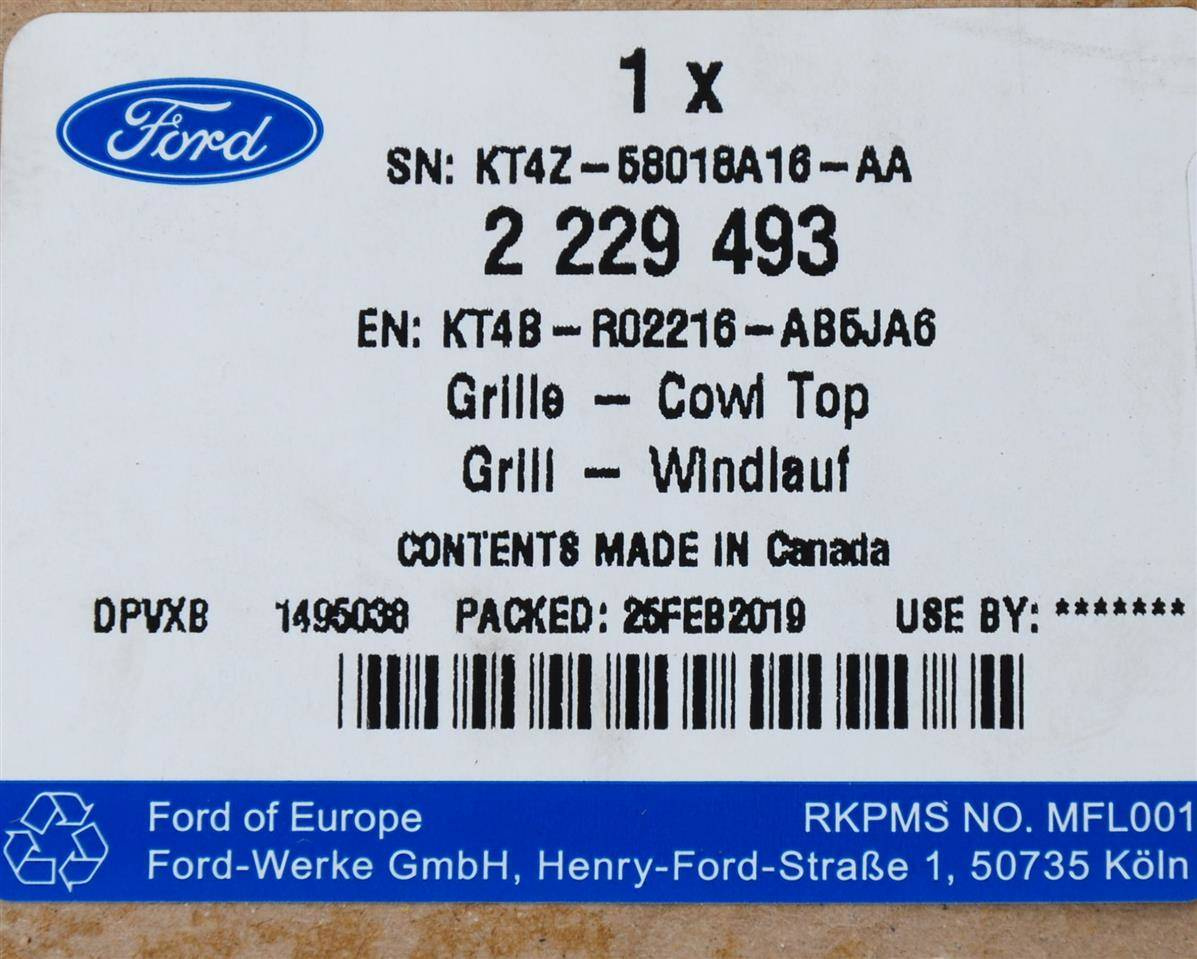 Ford
1 x
SN: KT4Z-58018A16-AA
2 229 493
EN: KT4B-R02216-AB5JA6
Grille - Cowl Top
Grill - Windlauf
CONTENTS MADE IN Canada
DPVXB 1495038 PACKED: 25FEB2019 USE BY: *******
Ford of Europe RKPMS NO. MFL001
Ford-Werke GmbH, Henry-Ford-Straße 1, 50735 Köln